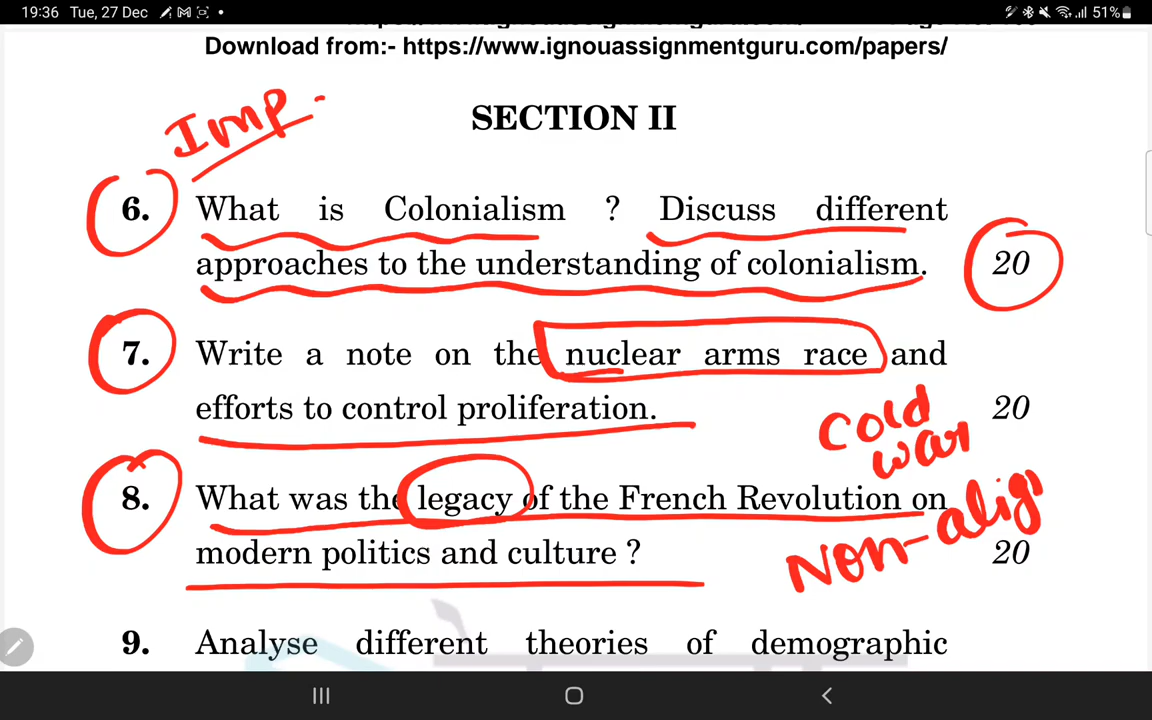 19:36 Tue, 27 Dec 51%
Download from:- https://www.ignouassignmentguru.com/papers/
SECTION II
Imp.
6. What is Colonialism ? Discuss different
approaches to the understanding of colonialism. 20
7. Write a note on the nuclear arms race and
efforts to control proliferation. 20
cold
war
8. What was the legacy of the French Revolution on
modern politics and culture ? 20
Non-alig
9. Analyse different theories of demographic